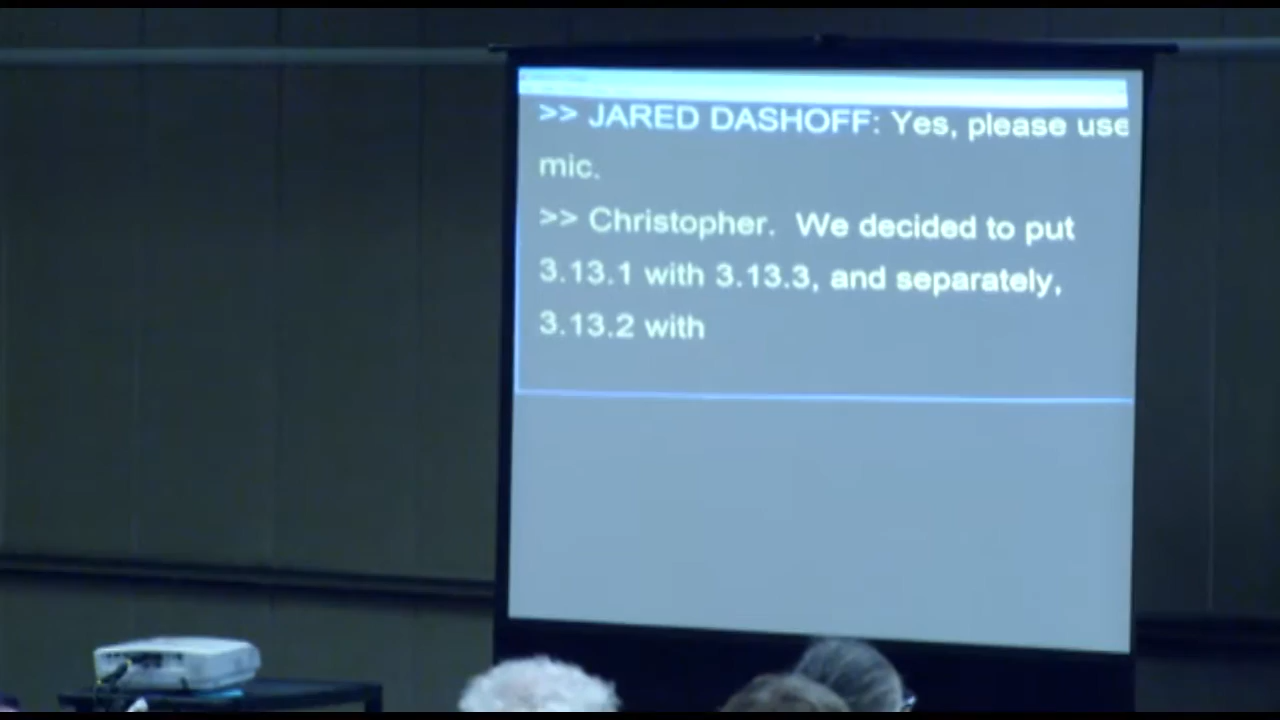 >> JARED DASHOFF: Yes, please use
mic.
>> Christopher.  We decided to put
3.13.1 with 3.13.3, and separately,
3.13.2 with